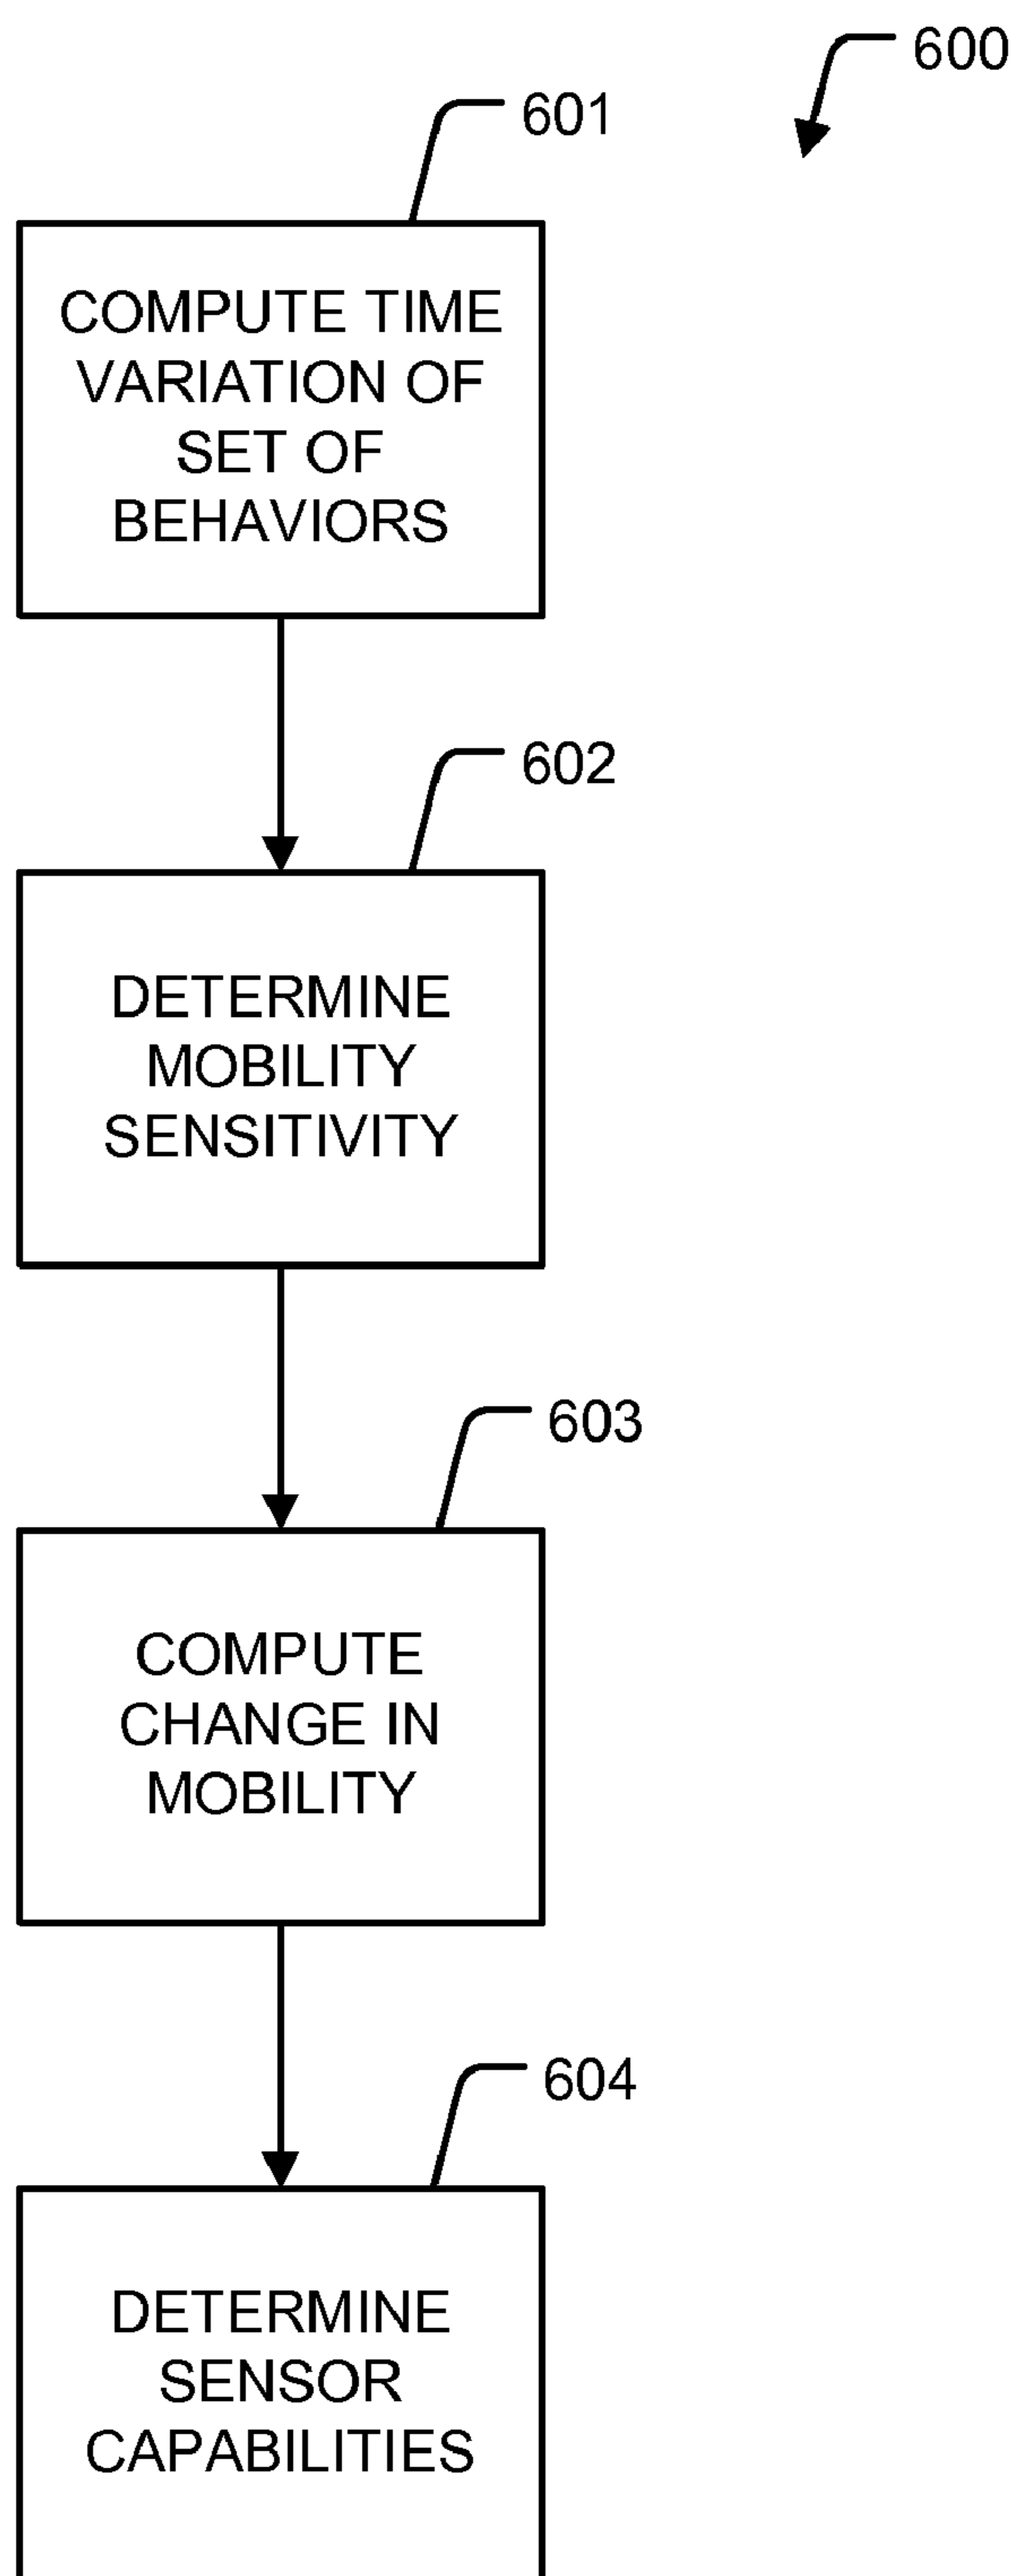 600
601
COMPUTE TIME
VARIATION OF
SET OF
BEHAVIORS
602
DETERMINE
MOBILITY
SENSITIVITY
603
COMPUTE
CHANGE IN
MOBILITY
604
DETERMINE
SENSOR
CAPABILITIES